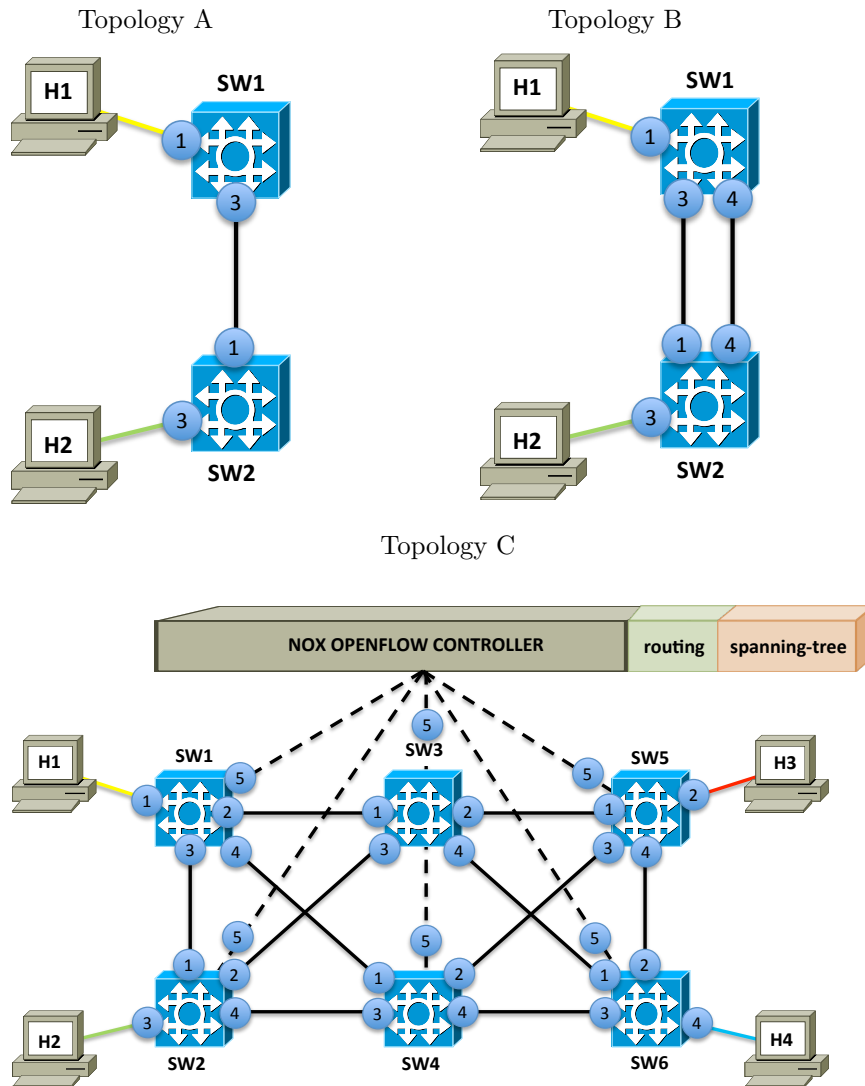 Topology A
Topology B
H1
SW1
1
3
1
3
H2
SW2
H1
SW1
1
3
4
1
4
3
H2
SW2
Topology C
NOX OPENFLOW CONTROLLER
routing
spanning-tree
5
SW1
SW3
SW5
H1
5
5
H3
1
2
1
2
1
2
3
4
3
4
3
4
5
5
5
1
2
1
2
1
2
3
4
3
4
3
4
H2
SW2
SW4
SW6
H4